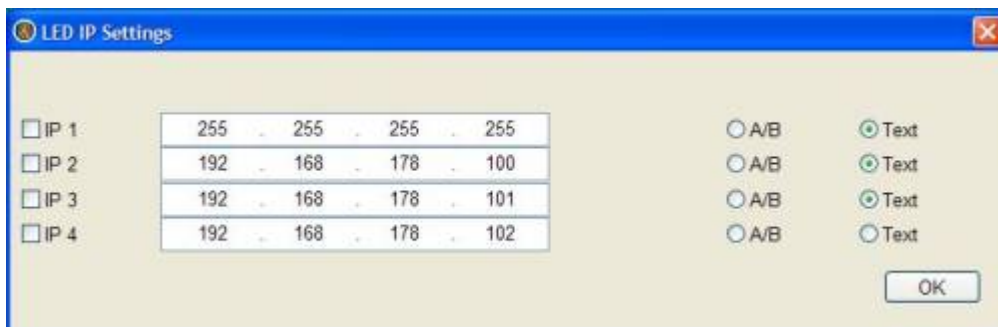 LED IP Settings
IP 1 255 . 255 . 255 . 255 A/B Text
IP 2 192 . 168 . 178 . 100 A/B Text
IP 3 192 . 168 . 178 . 101 A/B Text
IP 4 192 . 168 . 178 . 102 A/B Text
OK